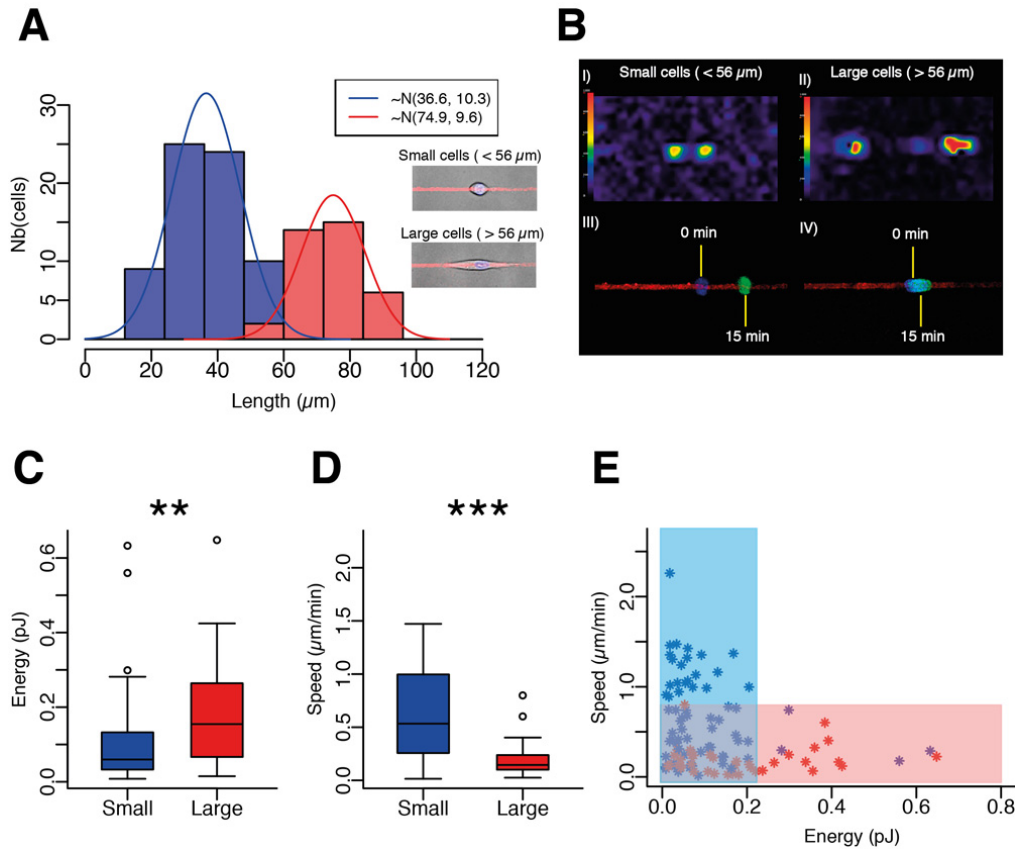 A
Nb(cells)
0
10
20
30
0
20
40
60
80
100
120
Length (µm)
~N(36.6, 10.3)
~N(74.9, 9.6)
Small cells (< 56 µm)
Large cells ( > 56 µm)
B
I)
Small cells ( < 56 µm)
II)
Large cells ( > 56 µm)
III)
0 min
15 min
IV)
0 min
15 min
C
**
Energy (pJ)
0.0
0.2
0.4
0.6
Small
Large
D
***
Speed (µm/min)
0.0
0.5
1.0
1.5
2.0
Small
Large
E
Speed (µm/min)
0.0
1.0
2.0
0.0
0.2
0.4
0.6
0.8
Energy (pJ)